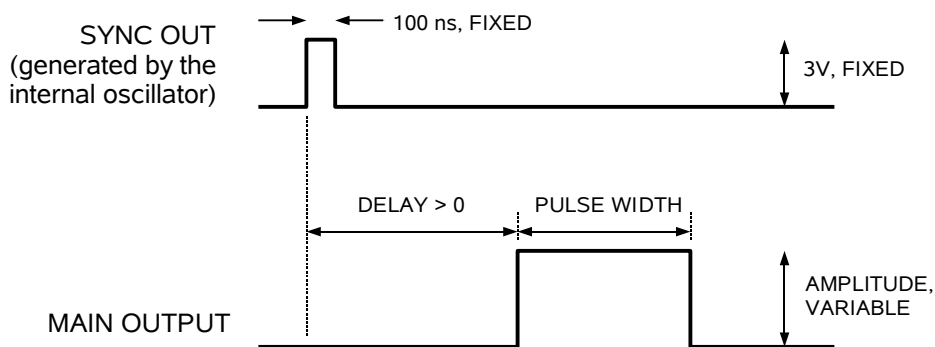 SYNC OUT
(generated by the
internal oscillator)
100 ns, FIXED
3V, FIXED
DELAY > 0
PULSE WIDTH
MAIN OUTPUT
AMPLITUDE,
VARIABLE